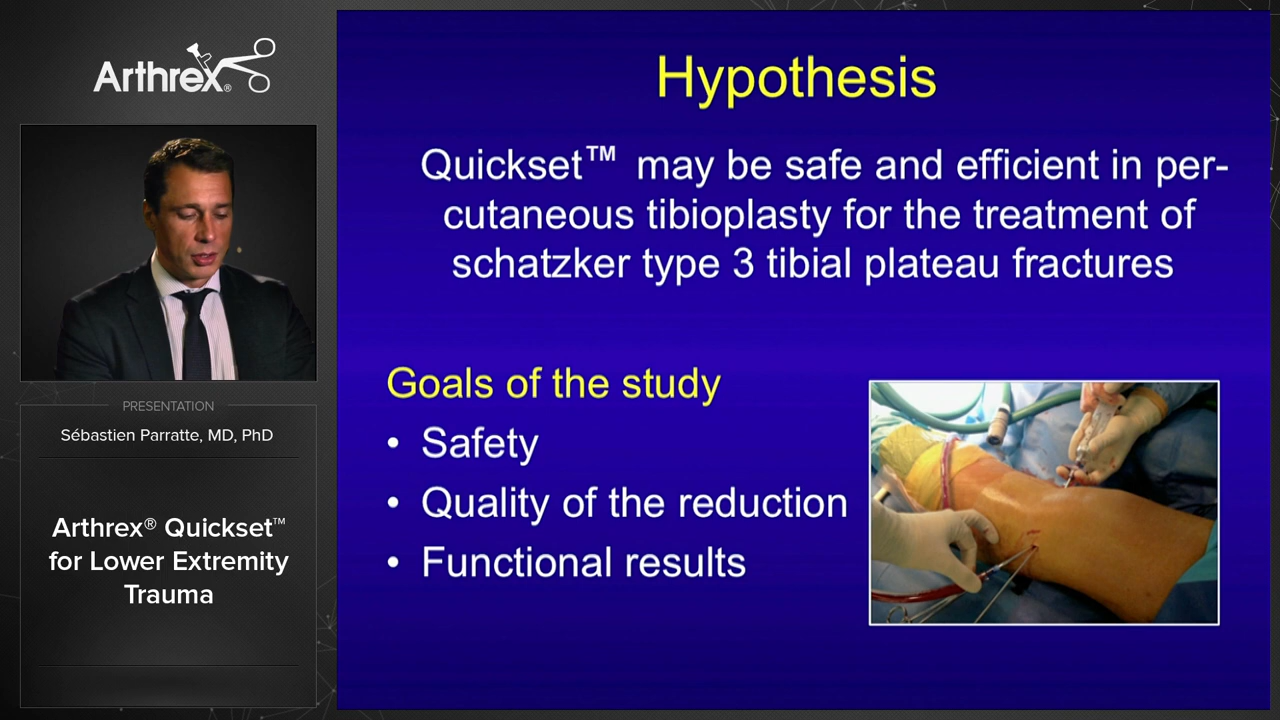 Arthrex®
PRESENTATION
Sébastien Parratte, MD, PhD
Arthrex® Quickset™
for Lower Extremity
Trauma
Hypothesis
Quickset™ may be safe and efficient in per-
cutaneous tibioplasty for the treatment of
schatzker type 3 tibial plateau fractures
Goals of the study
• Safety
• Quality of the reduction
• Functional results